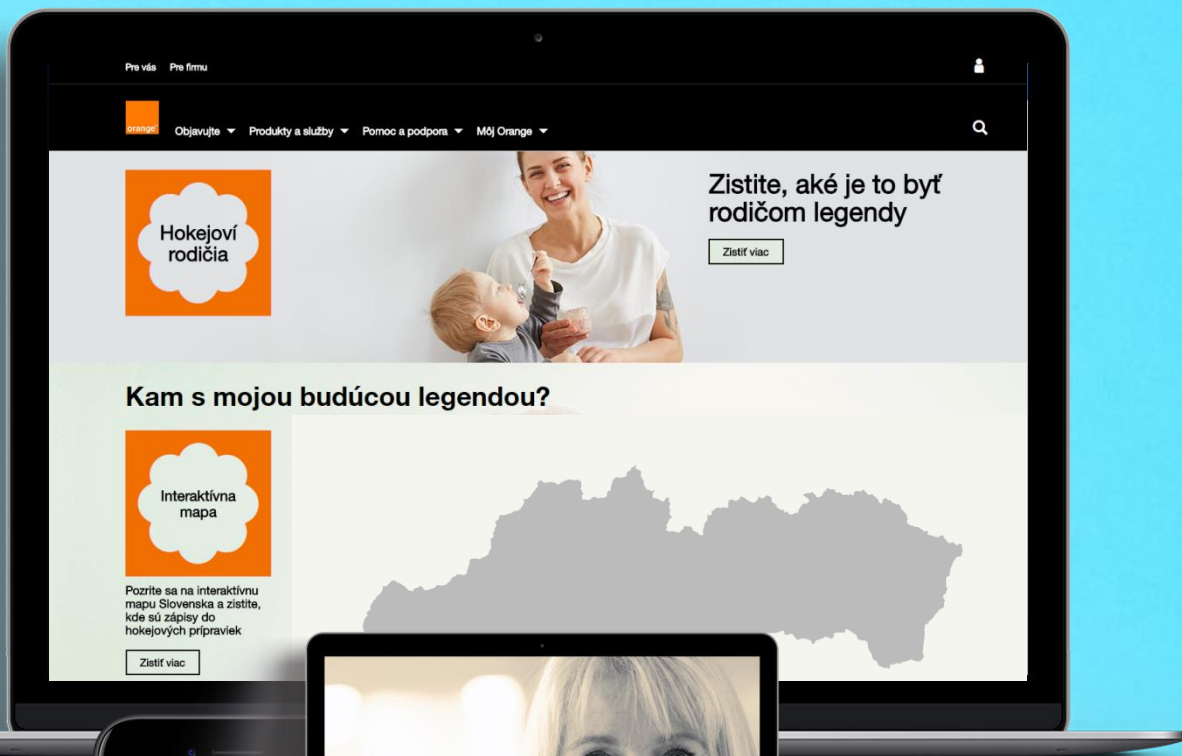 Pre vás Pre firmu
orange
Objavujte Produkty a služby Pomoc a podpora Môj Orange
Hokejoví
rodičia
Zistite, aké je to byť
rodičom legendy
Zistiť viac
Kam s mojou budúcou legendou?
Interaktívna
mapa
Pozrite sa na interaktívnu
mapu Slovenska a zistite,
kde sú zápisy do
hokejových prípraviek
Zistiť viac